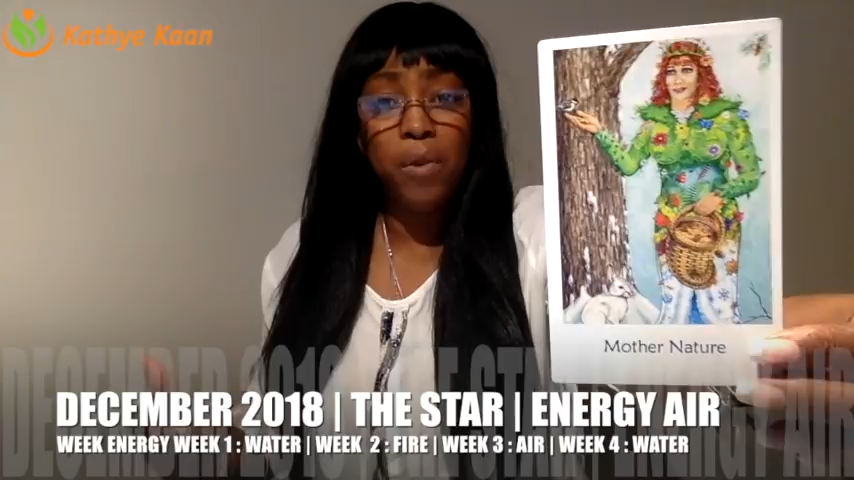 Kathye Kaan
Mother Nature
DECEMBER 2018 | THE STAR | ENERGY AIR
WEEK ENERGY WEEK 1 : WATER | WEEK 2 : FIRE | WEEK 3 : AIR | WEEK 4 : WATER